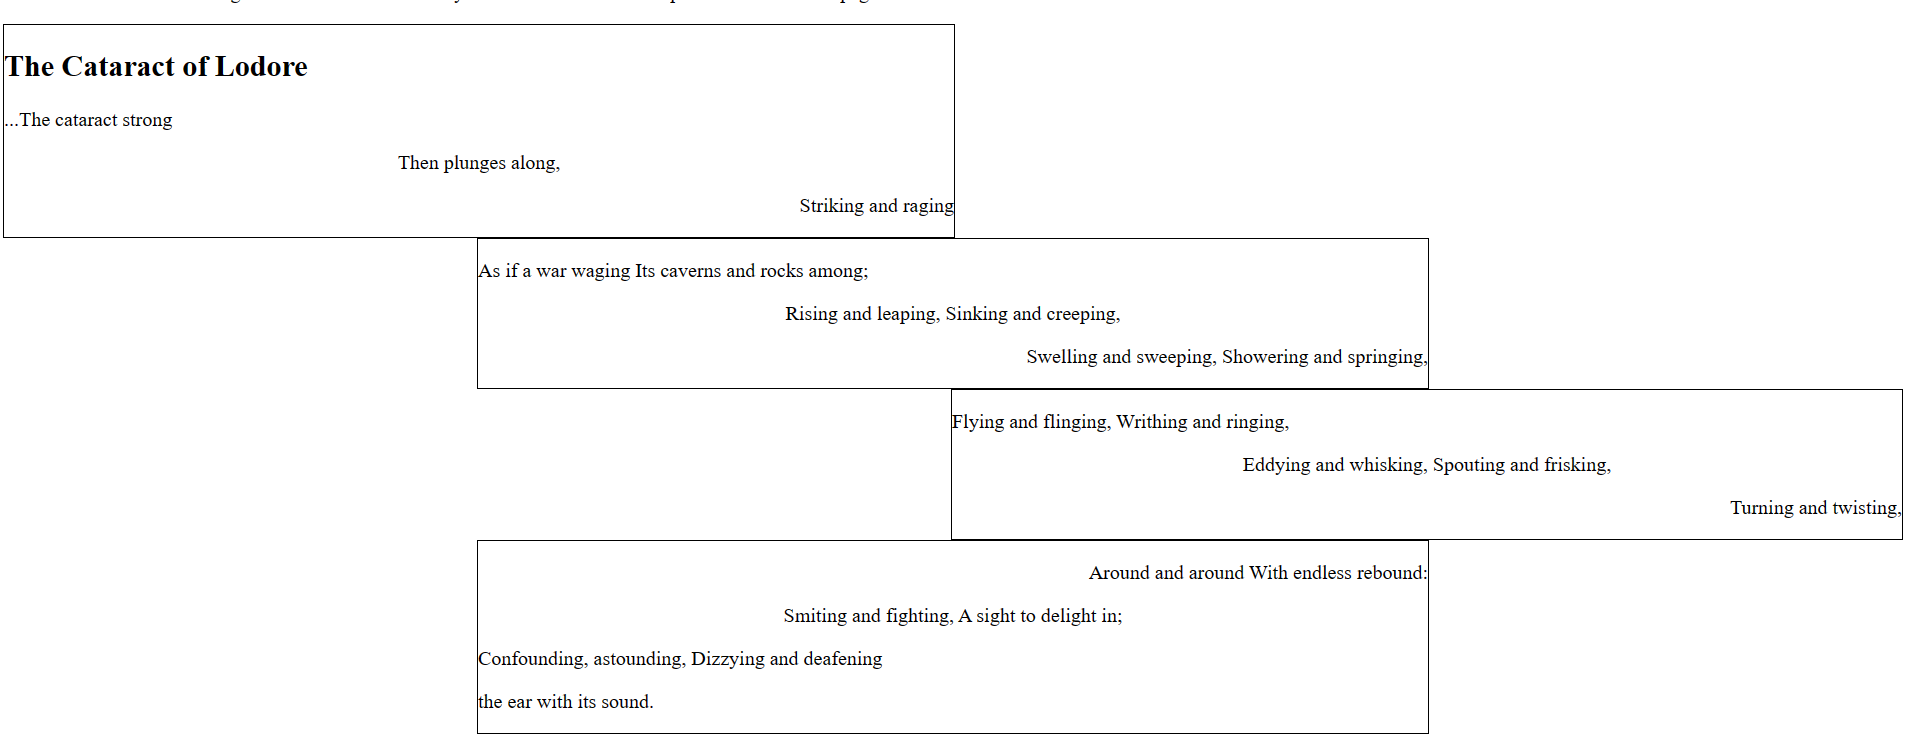 The Cataract of Lodore
...The cataract strong
Then plunges along,
Striking and raging
As if a war waging Its caverns and rocks among;
Rising and leaping, Sinking and creeping,
Swelling and sweeping, Showering and springing,
Flying and flinging, Writhing and ringing,
Eddying and whisking, Spouting and frisking,
Turning and twisting,
Around and around With endless rebound:
Smiting and fighting, A sight to delight in;
Confounding, astounding, Dizzying and deafening
the ear with its sound.